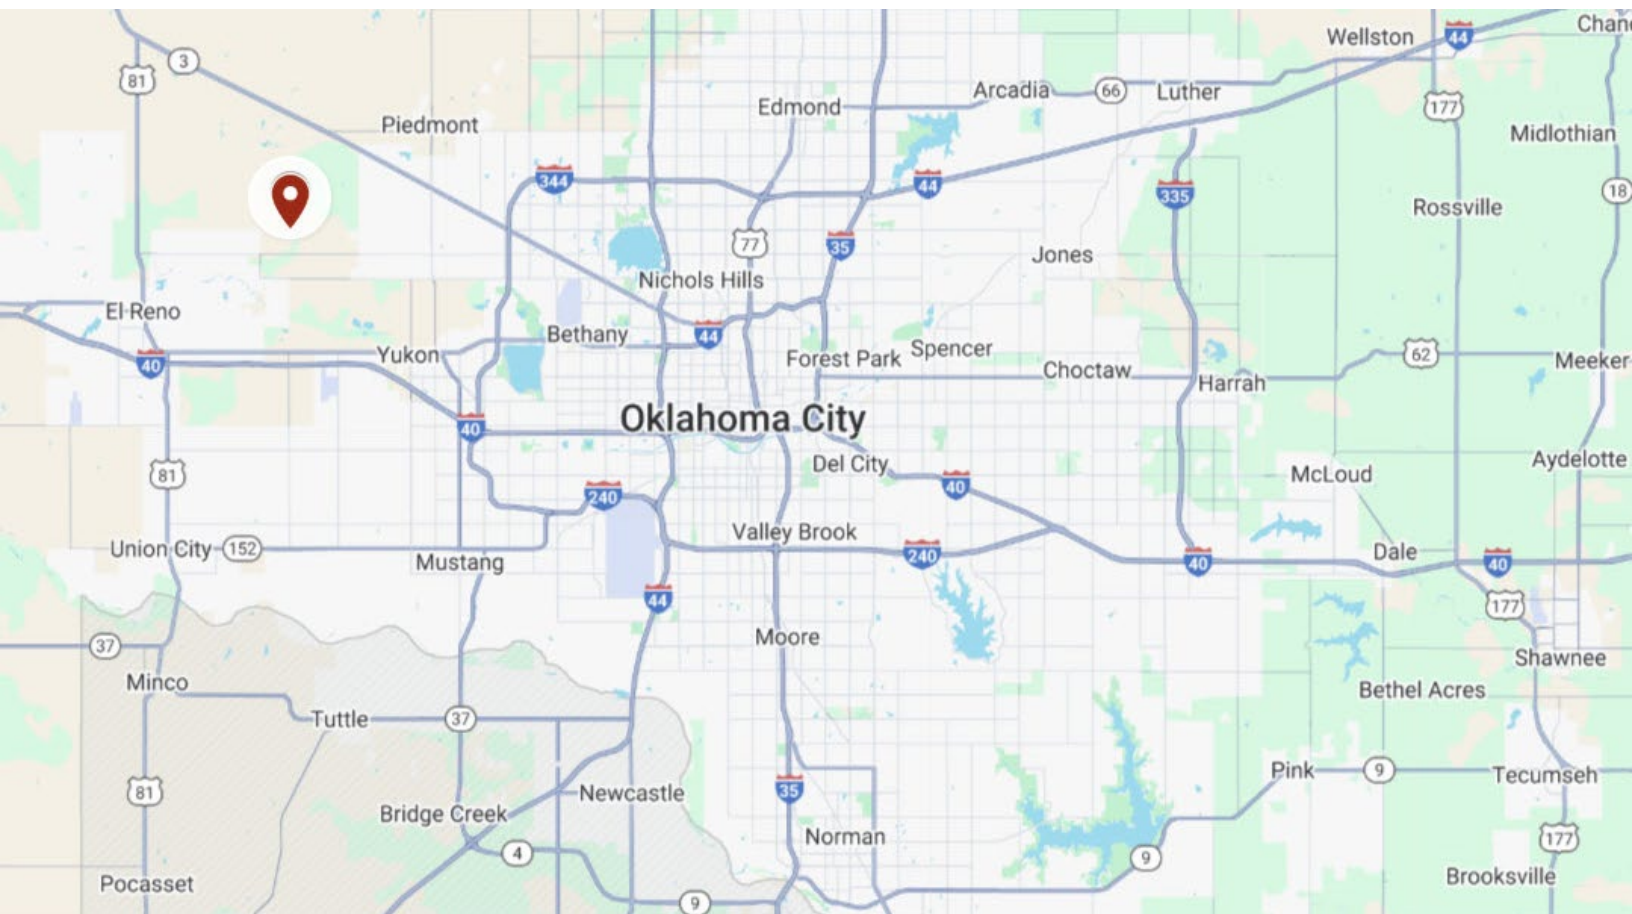 Wellston
44
Chan
3
81
66
Arcadia
Luther
Edmond
177
Piedmont
Midlothian
344
44
335
18
Rossville
77
35
Jones
Nichols Hills
El Reno
Bethany
44
Yukon
Forest Park
Spencer
62
Meeker
40
Choctaw
Harrah
Oklahoma City
40
Del City
Aydelotte
81
McLoud
40
240
Valley Brook
Union City
152
Mustang
240
Dale
40
40
44
177
37
Moore
Shawnee
Minco
Bethel Acres
Tuttle
37
Pink
9
Tecumseh
81
Newcastle
35
Bridge Creek
Norman
177
4
9
Pocasset
Brooksville
9